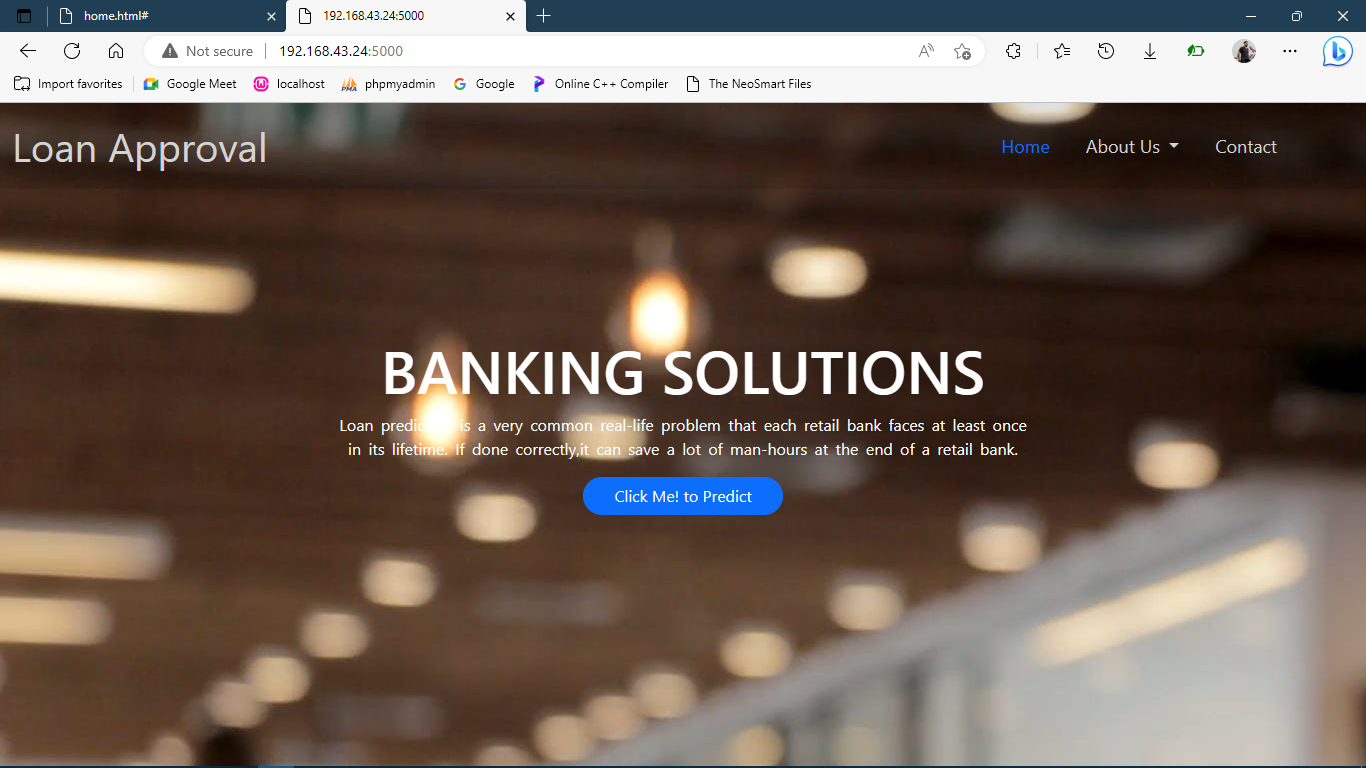 home.html#
192.168.43.24:5000
Not secure
192.168.43.24:5000
Import favorites
Google Meet
localhost
phpmyadmin
Google
Online C++ Compiler
The NeoSmart Files
Loan Approval
Home
About Us
Contact
BANKING SOLUTIONS
Loan prediction is a very common real-life problem that each retail bank faces at least once
in its lifetime. If done correctly,it can save a lot of man-hours at the end of a retail bank.
Click Me! to Predict